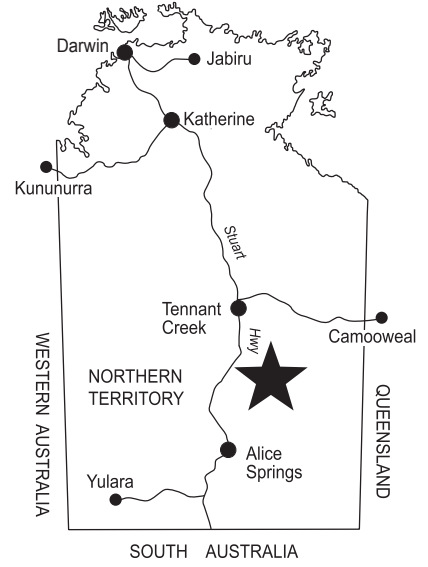 Darwin
Jabiru
Katherine
Kununurra
Stuart
Tennant
Creek
Hwy
Camooweal
WESTERN AUSTRALIA
NORTHERN
TERRITORY
QUEENSLAND
Alice
Springs
Yulara
SOUTH AUSTRALIA